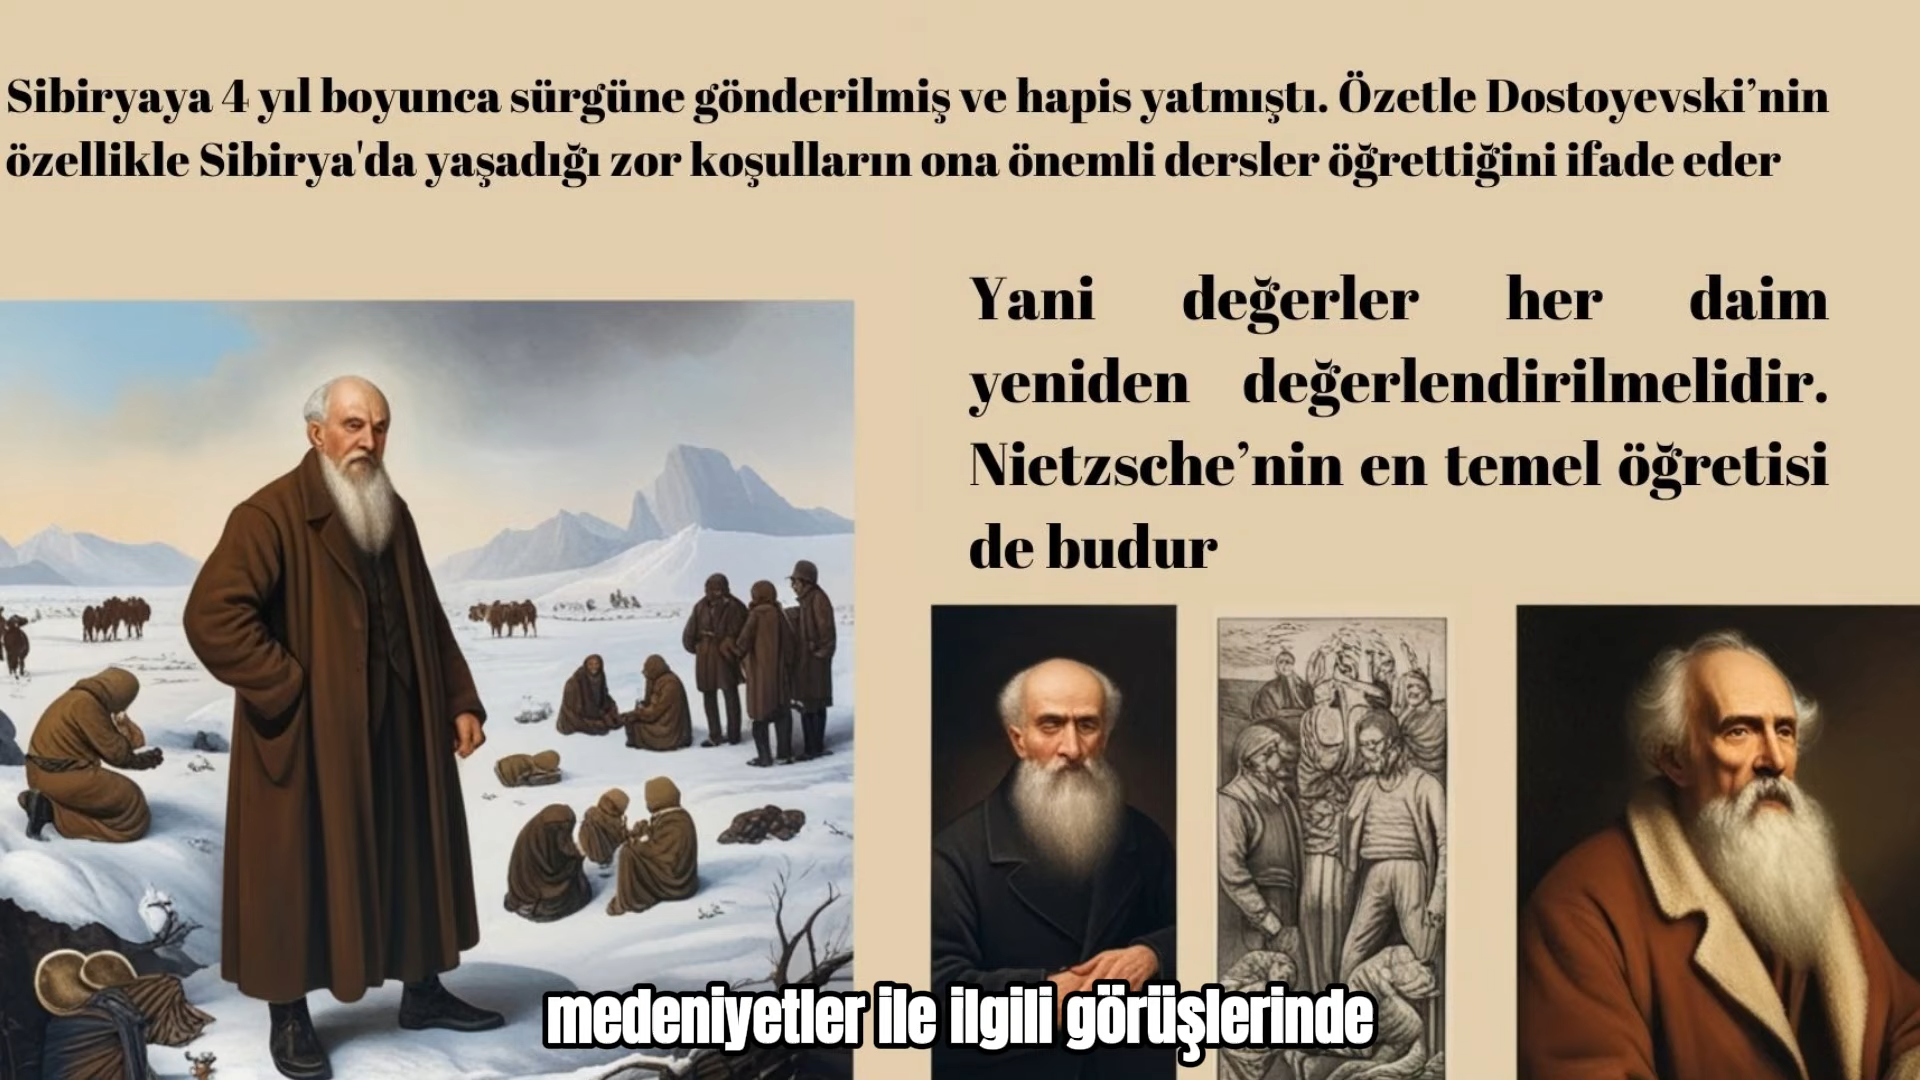 Sibiryaya 4 yıl boyunca sürgüne gönderilmiş ve hapis yatmıştı. Özetle Dostoyevski’nin
özellikle Sibirya'da yaşadığı zor koşulların ona önemli dersler öğrettiğini ifade eder
Yani değerler her daim
yeniden değerlendirilmelidir.
Nietzsche’nin en temel öğretisi
de budur
medeniyetler ile ilgili görüşlerinde